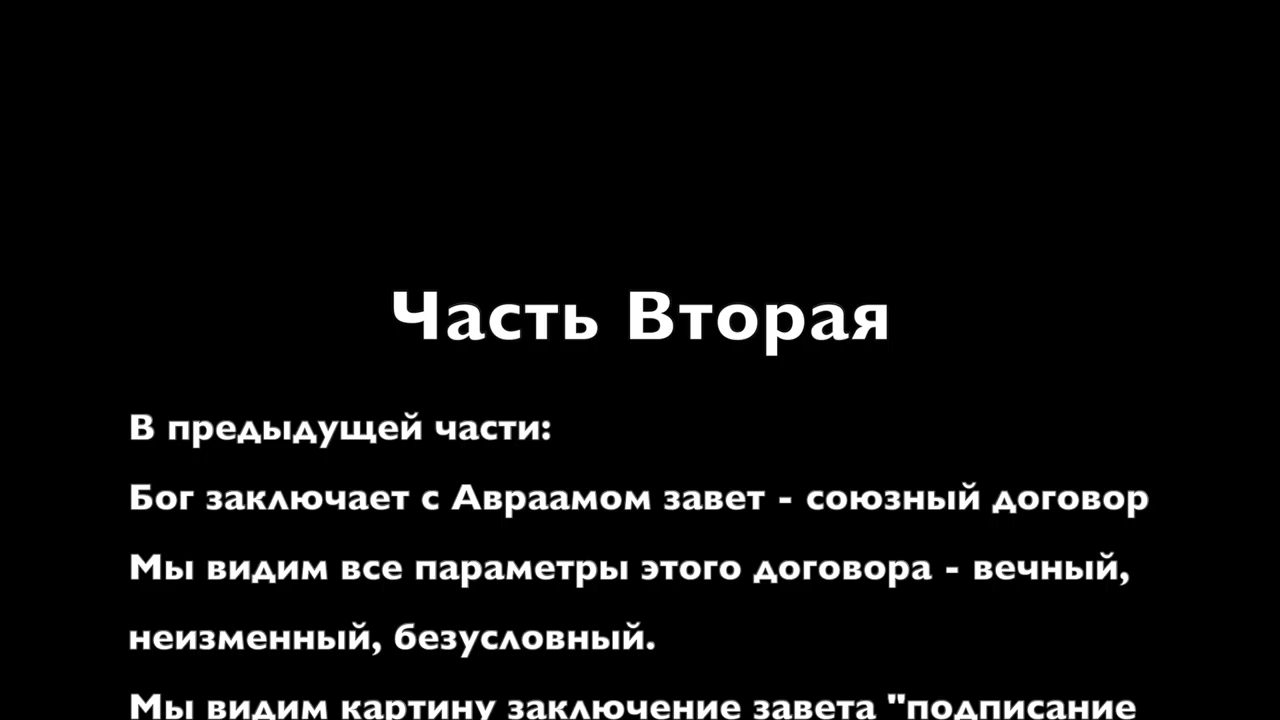 Часть Вторая
В предыдущей части:
Бог заключает с Авраамом завет - союзный договор
Мы видим все параметры этого договора - вечный,
неизменный, безусловный.
Мы видим картину заключение завета "подписание